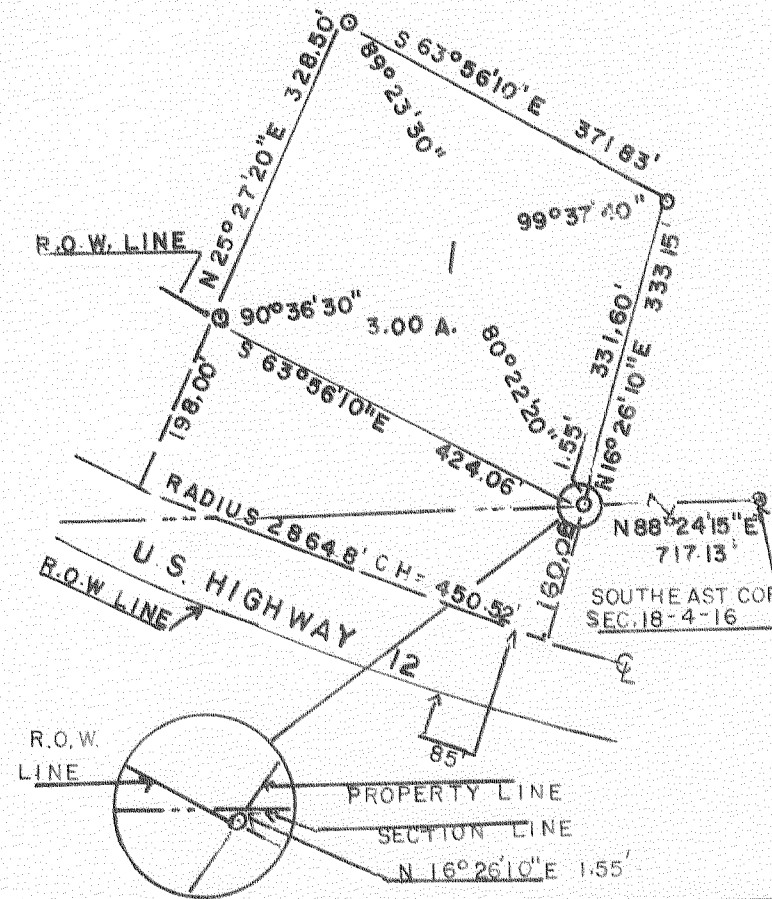 S 63°56'10"E 371.83'
N 25°27'20"E 328.50'
89°23'30"
99°37'40"
R.O.W. LINE
90°36'30"
3.00 A.
80°22'20"
331.60'
N16°26'10"E 333.15'
1.55'
198.00'
S 63°56'10"E 424.06'
RADIUS 2864.8' CH= 450.52'
160.08'
N 88°24'15"E
717.13'
SOUTHEAST COR
SEC.18-4-16
U.S. HIGHWAY 12
R.O.W LINE
85'
R.O.W.
LINE
PROPERTY LINE
SECTION LINE
N 16°26'10"E 1.55'